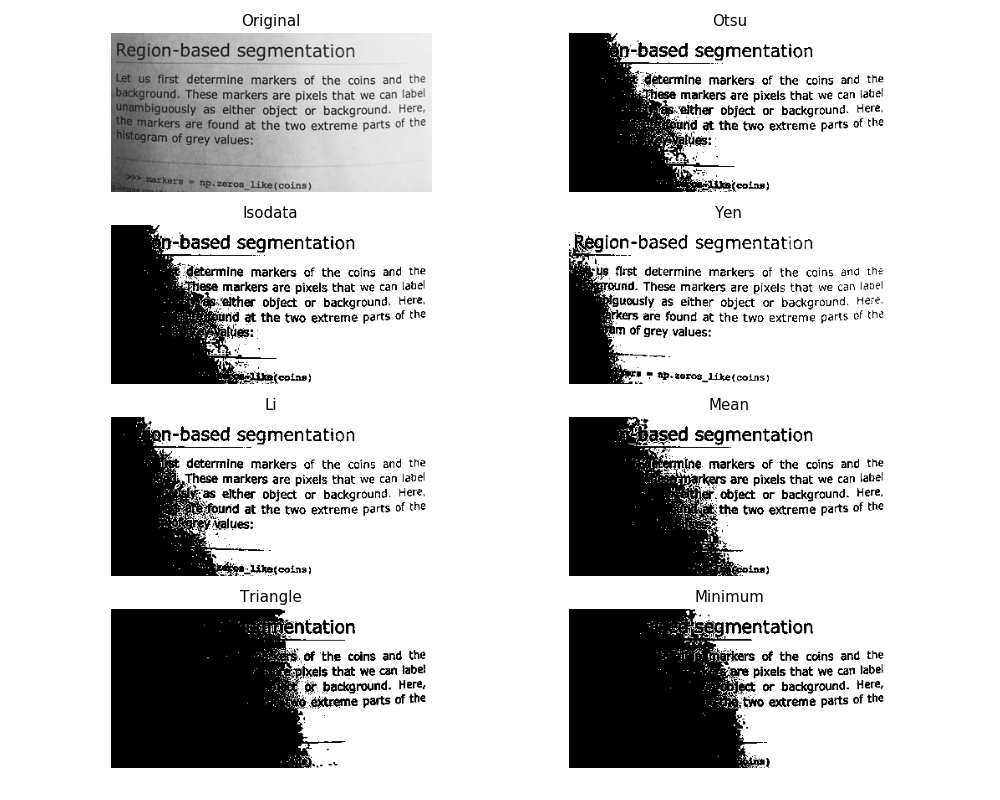 Original
Region-based segmentation
Let us first determine markers of the coins and the
background. These markers are pixels that we can label
unambiguously as either object or background. Here,
the markers are found at the two extreme parts of the
histogram of grey values:
>>> markers = np.zeros_like(coins)
Otsu
-based segmentation
determine markers of the coins and the
These markers are pixels that we can label
as either object or background. Here,
found at the two extreme parts of the
values:
(coins)
Isodata
-based segmentation
determine markers of the coins and the
These markers are pixels that we can label
as either object or background. Here,
found at the two extreme parts of the
values:
(coins)
Yen
Region-based segmentation
us first determine markers of the coins and the
These markers are pixels that we can label
as either object or background. Here,
are found at the two extreme parts of the
of grey values:
= np.zeros_like(coins)
Li
-based segmentation
determine markers of the coins and the
These markers are pixels that we can label
as either object or background. Here,
found at the two extreme parts of the
grey values:
(coins)
Mean
based segmentation
determine markers of the coins and the
markers are pixels that we can label
either object or background. Here,
at the two extreme parts of the
(coins)
Triangle
mentation
of the coins and the
pixels that we can label
or background. Here,
two extreme parts of the
Minimum
segmentation
markers of the coins and the
are pixels that we can label
object or background. Here,
two extreme parts of the